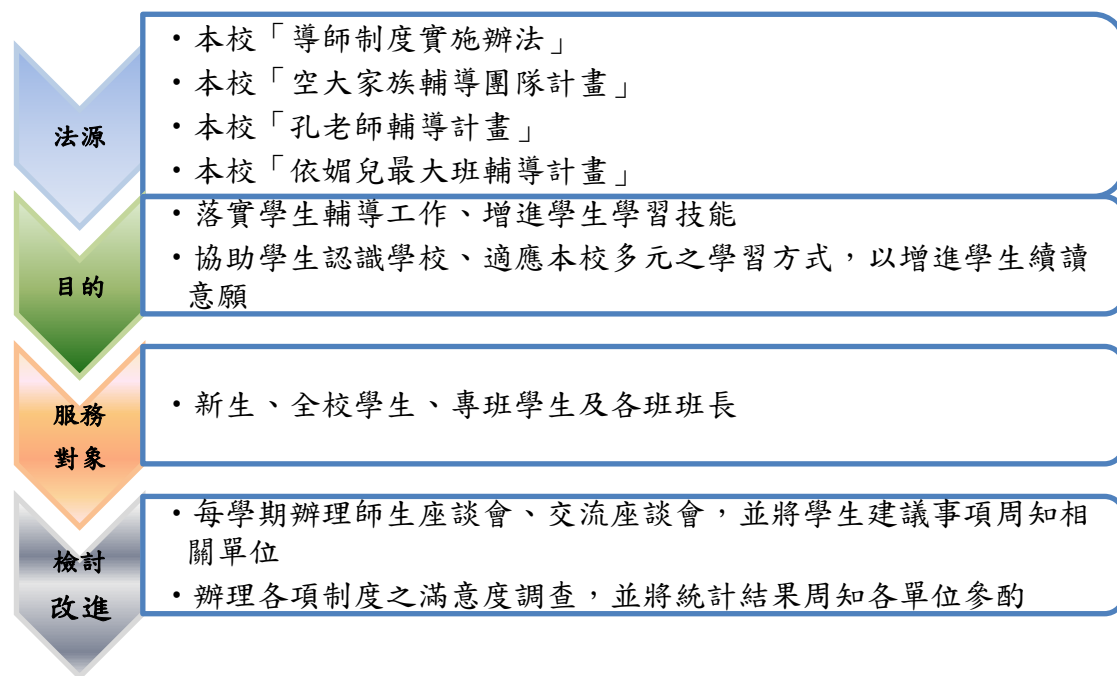 法源
・本校「導師制度實施辦法」
・本校「空大家族輔導團隊計畫」
・本校「孔老師輔導計畫」
・本校「依媚兒最大班輔導計畫」
目的
・落實學生輔導工作、增進學生學習技能
・協助學生認識學校、適應本校多元之學習方式，以增進學生續讀
意願
服務
對象
・新生、全校學生、專班學生及各班班長
檢討
改進
・每學期辦理師生座談會、交流座談會，並將學生建議事項周知相
關單位
・辦理各項制度之滿意度調查，並將統計結果周知各單位參酌